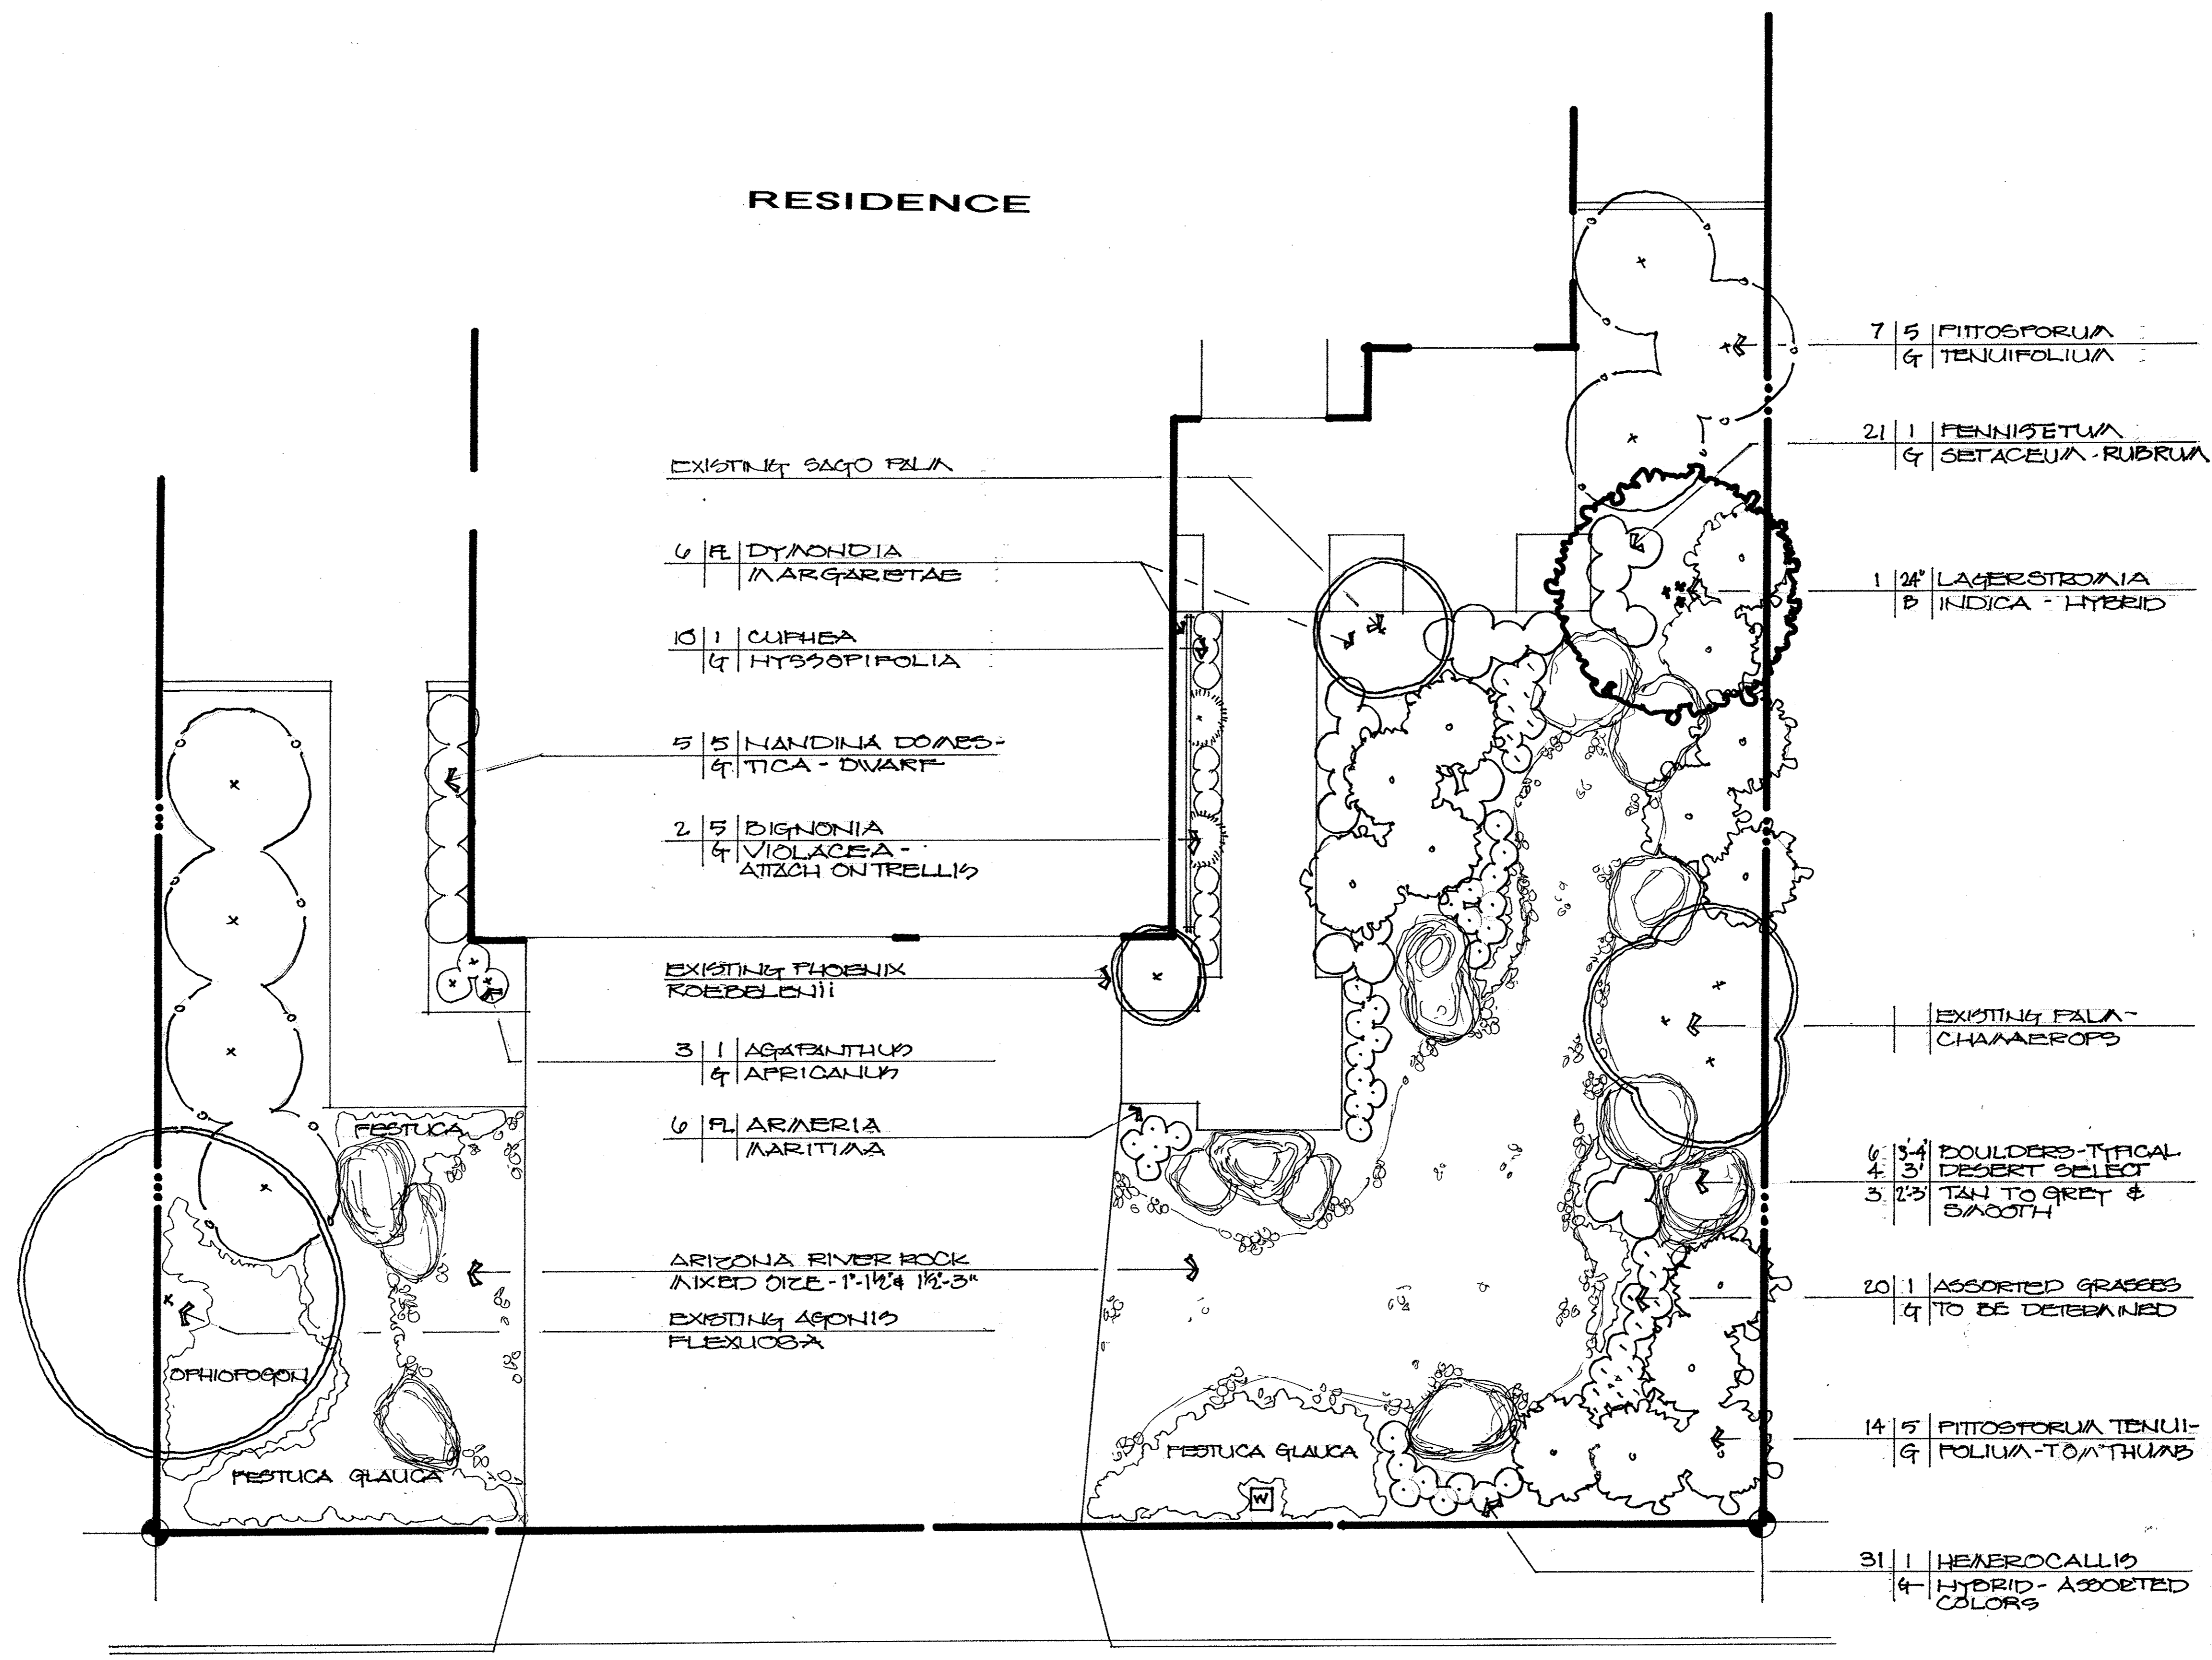 RESIDENCE
EXISTING SAGO PALM
6 FL DYMONDIA
MARGARETAE
10 1 CUPHEA
G HYSSOPIFOLIA
5 5 NANDINA DOMES-
G TICA - DWARF
2 5 BIGNONIA
G VIOLACEA -
ATTACH ON TRELLIS
EXISTING PHOENIX
ROEBELENII
3 1 AGAPANTHUS
G AFRICANUS
6 FL ARMERIA
MARITIMA
ARIZONA RIVER ROCK
MIXED SIZE - 1"-1½" & 1½"-3"
EXISTING AGONIS
FLEXUOSA
FESTUCA
OPHIOPOGON
FESTUCA GLAUCA
FESTUCA GLAUCA
W
7 5 PITTOSPORUM
G TENUIFOLIUM
21 1 PENNISETUM
G SETACEUM - RUBRUM
1 24" LAGERSTROMIA
B INDICA - HYBRID
EXISTING PALM -
CHAMAEROPS
6 3'-4' BOULDERS - TYPICAL
4 3' DESERT SELECT
3 2'-3' TAN TO GREY &
SMOOTH
20 1 ASSORTED GRASSES
G TO BE DETERMINED
14 5 PITTOSPORUM TENUI-
G FOLIUM - TOM THUMB
31 1 HEMEROCALLIS
G HYBRID - ASSORTED
COLORS